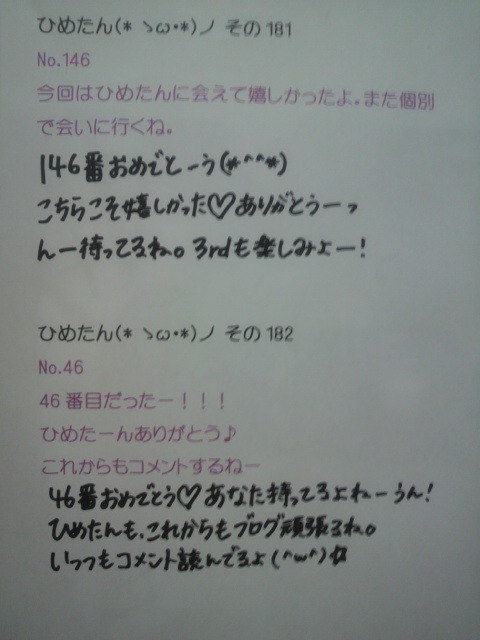 ひめたん(* ゝω･*)ノ その 181
No.146
今回はひめたんに会えて嬉しかったよ。また個別
で会いに行くね。
146番おめでとーう(*^^*)
こちらこそ嬉しかった♡ありがとうーっ
んー待ってるね。3rdも楽しみょー!
ひめたん(* ゝω･*)ノ その 182
No.46
46 番目だったー！！！
ひめたーんありがとう♪
これからもコメントするねー
46番おめでとう♡あなた持ってるよねーうん!
ひめたんも、これからもブログ頑張るね。
いっつもコメント読んでるよ(^w^)☆